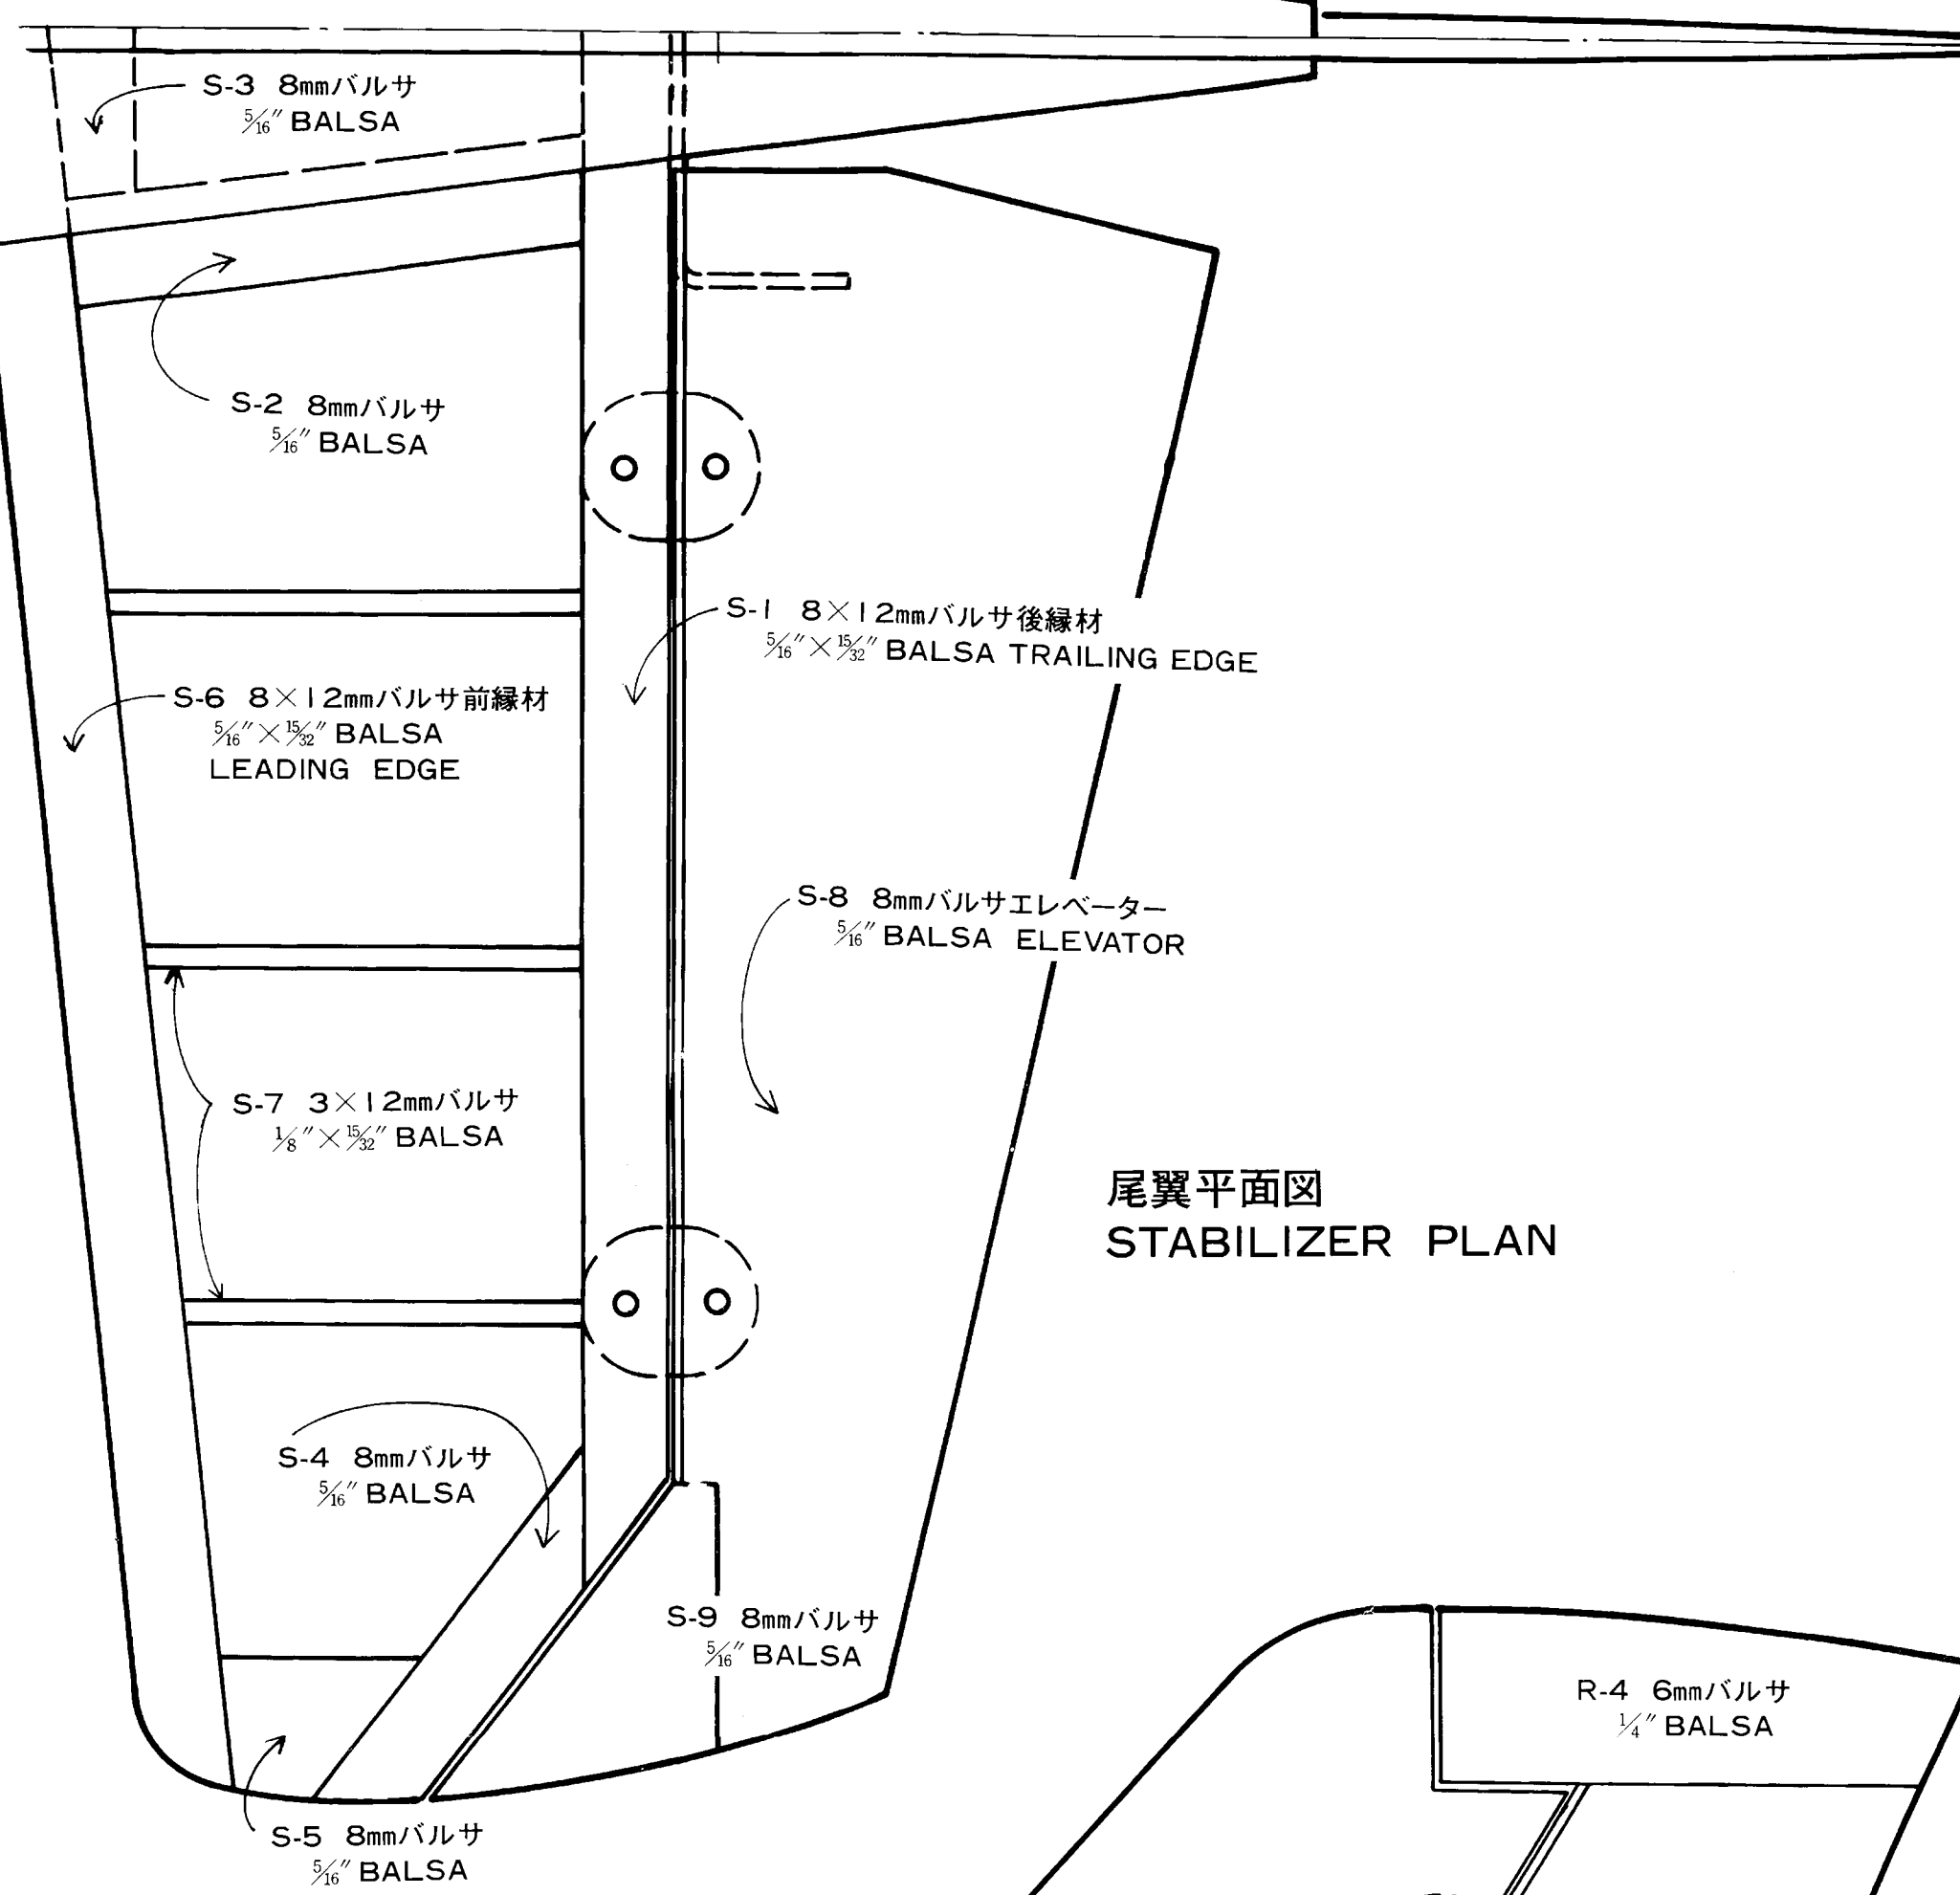 S-3 8mmバルサ
5/16" BALSA
S-2 8mmバルサ
5/16" BALSA
S-1 8×12mmバルサ後縁材
5/16"×15/32" BALSA TRAILING EDGE
S-6 8×12mmバルサ前縁材
5/16"×15/32" BALSA
LEADING EDGE
S-8 8mmバルサエレベーター
5/16" BALSA ELEVATOR
S-7 3×12mmバルサ
1/8"×15/32" BALSA
尾翼平面図
STABILIZER PLAN
S-4 8mmバルサ
5/16" BALSA
S-9 8mmバルサ
5/16" BALSA
R-4 6mmバルサ
1/4" BALSA
S-5 8mmバルサ
5/16" BALSA